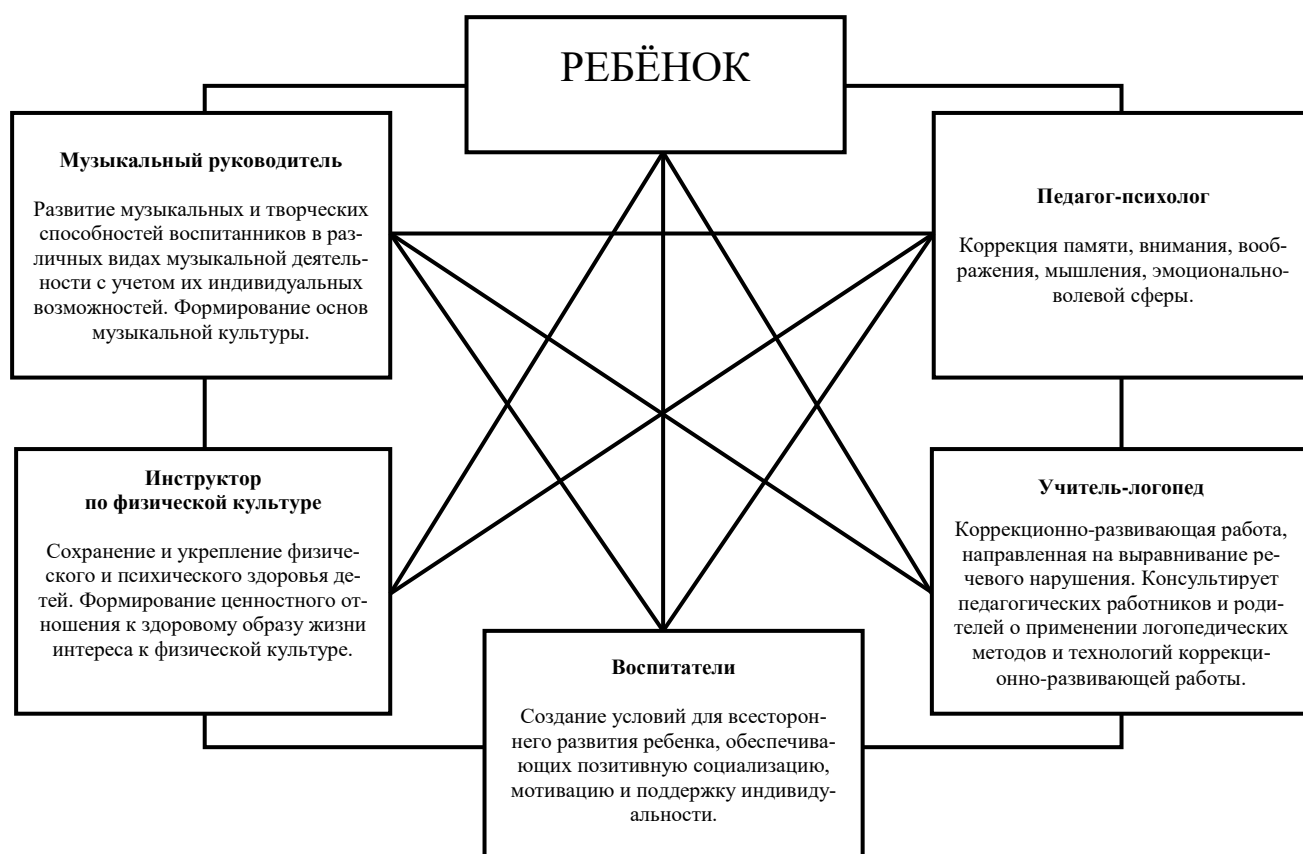 РЕБЁНОК
Музыкальный руководитель
Развитие музыкальных и творческих
способностей воспитанников в раз-
личных видах музыкальной деятель-
ности с учетом их индивидуальных
возможностей. Формирование основ
музыкальной культуры.
Педагог-психолог
Коррекция памяти, внимания, вооб-
ражения, мышления, эмоционально-
волевой сферы.
Инструктор
по физической культуре
Сохранение и укрепление физиче-
ского и психического здоровья де-
тей. Формирование ценностного от-
ношения к здоровому образу жизни
интереса к физической культуре.
Учитель-логопед
Коррекционно-развивающая работа,
направленная на выравнивание ре-
чевого нарушения. Консультирует
педагогических работников и роди-
телей о применении логопедических
методов и технологий коррекци-
онно-развивающей работы.
Воспитатели
Создание условий для всесторон-
него развития ребенка, обеспечива-
ющих позитивную социализацию,
мотивацию и поддержку индивиду-
альности.